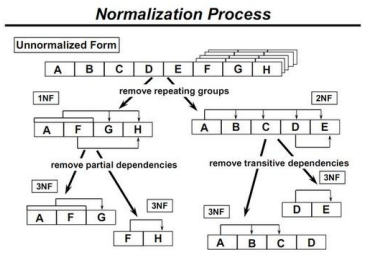 Normalization Process
Unnormalized Form
A B C D E F G H
remove repeating groups
1NF
2NF
A F G H
A B C D E
remove partial dependencies
remove transitive dependencies
3NF
3NF
A F G
3NF
D E
3NF
F H
A B C D